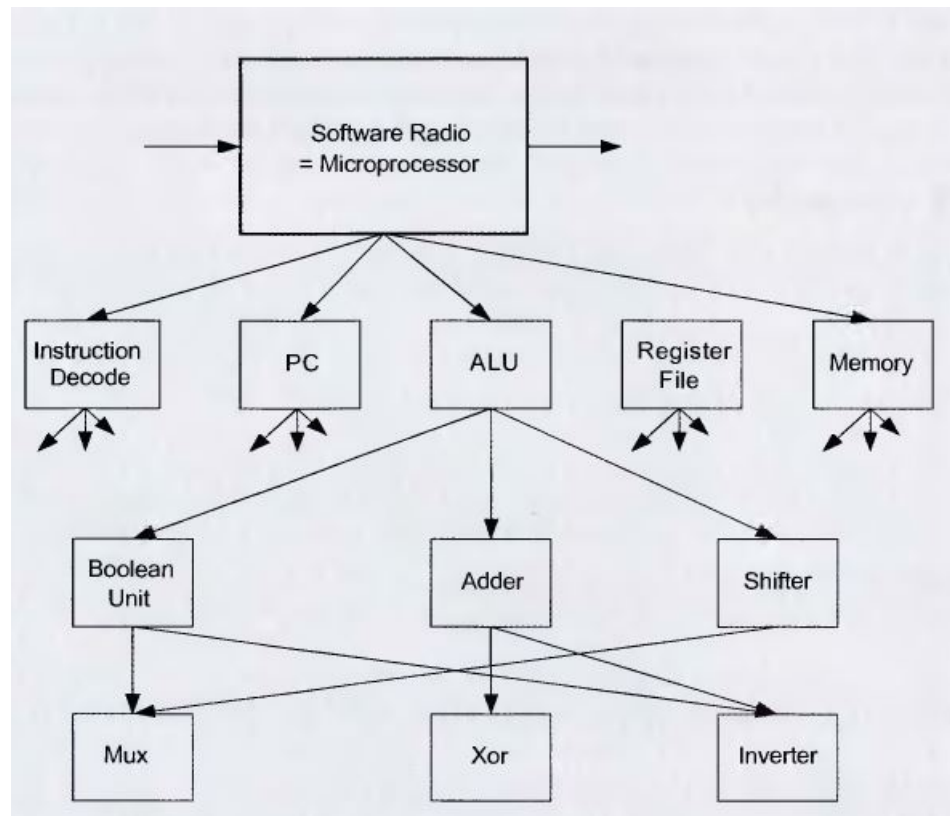 Software Radio
= Microprocessor
Instruction
Decode
PC
ALU
Register
File
Memory
Boolean
Unit
Adder
Shifter
Mux
Xor
Inverter